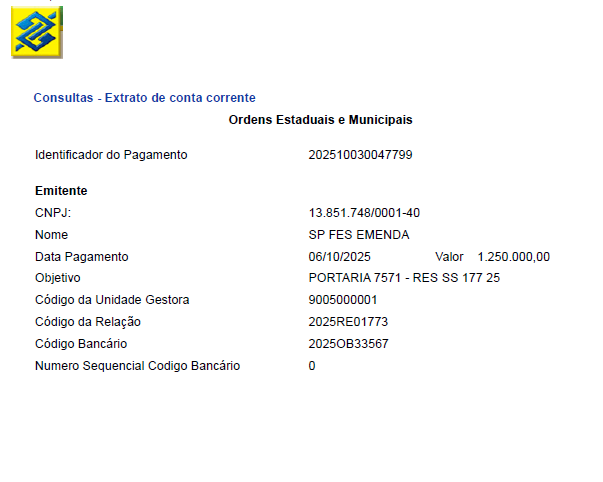 Consultas - Extrato de conta corrente
Ordens Estaduais e Municipais
Identificador do Pagamento 202510030047799
Emitente
CNPJ: 13.851.748/0001-40
Nome SP FES EMENDA
Data Pagamento 06/10/2025 Valor 1.250.000,00
Objetivo PORTARIA 7571 - RES SS 177 25
Código da Unidade Gestora 9005000001
Código da Relação 2025RE01773
Código Bancário 2025OB33567
Numero Sequencial Codigo Bancário 0